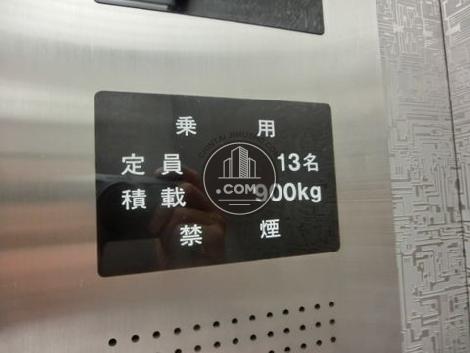 乗用
定員 13名
積載 900kg
禁煙
.COM